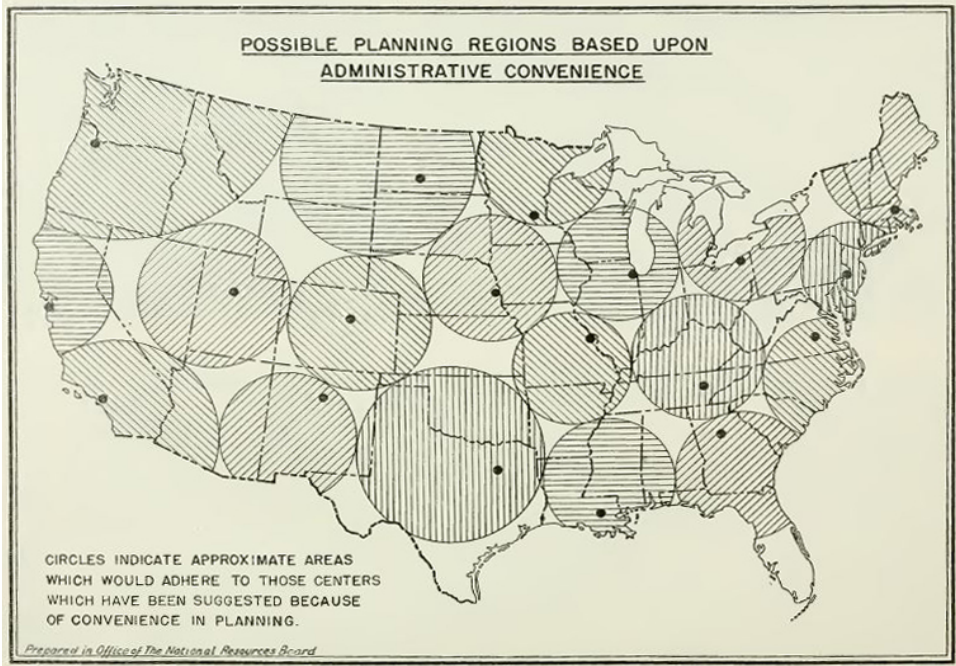 POSSIBLE PLANNING REGIONS BASED UPON
ADMINISTRATIVE CONVENIENCE
CIRCLES INDICATE APPROXIMATE AREAS
WHICH WOULD ADHERE TO THOSE CENTERS
WHICH HAVE BEEN SUGGESTED BECAUSE
OF CONVENIENCE IN PLANNING.
Prepared in Office of The National Resources Board